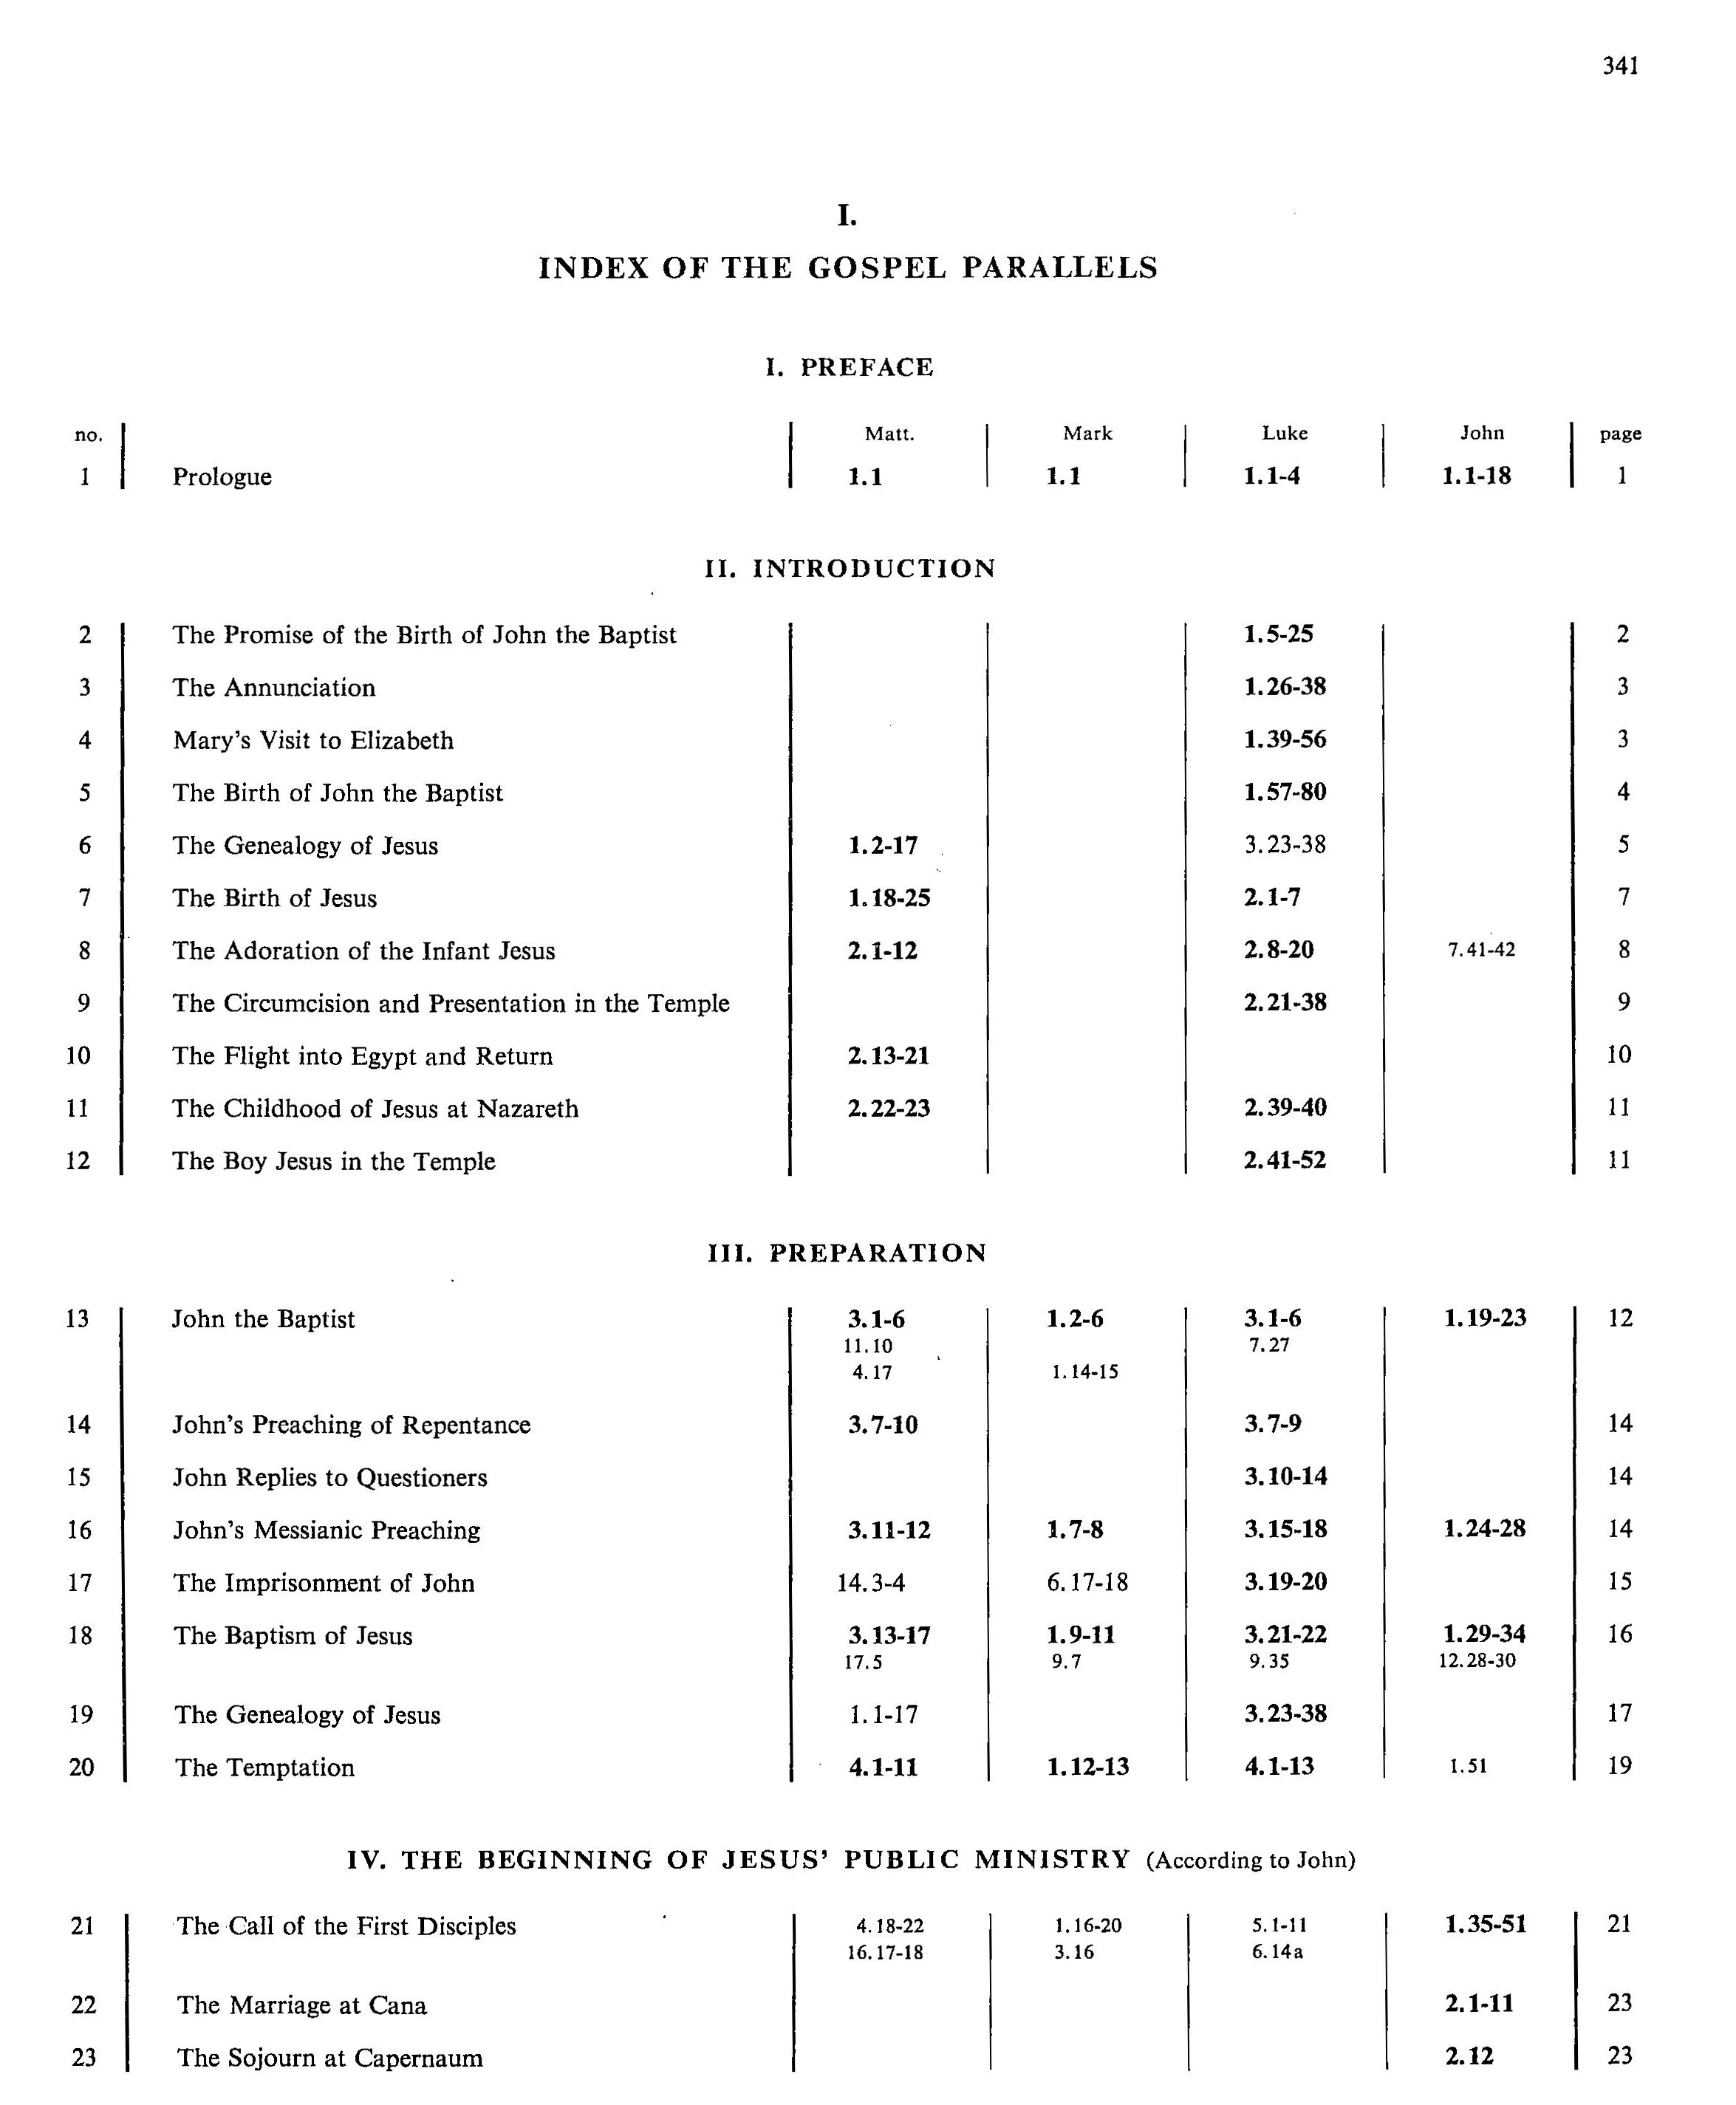 341
I.
INDEX OF THE GOSPEL PARALLELS
I. PREFACE
no. Matt. Mark Luke John page
1 Prologue 1.1 1.1 1.1-4 1.1-18 1
II. INTRODUCTION
2 The Promise of the Birth of John the Baptist 1.5-25 2
3 The Annunciation 1.26-38 3
4 Mary's Visit to Elizabeth 1.39-56 3
5 The Birth of John the Baptist 1.57-80 4
6 The Genealogy of Jesus 1.2-17 3.23-38 5
7 The Birth of Jesus 1.18-25 2.1-7 7
8 The Adoration of the Infant Jesus 2.1-12 2.8-20 7.41-42 8
9 The Circumcision and Presentation in the Temple 2.21-38 9
10 The Flight into Egypt and Return 2.13-21 10
11 The Childhood of Jesus at Nazareth 2.22-23 2.39-40 11
12 The Boy Jesus in the Temple 2.41-52 11
III. PREPARATION
13 John the Baptist 3.1-6 1.2-6 3.1-6 1.19-23 12
11.10 7.27
4.17 1.14-15
14 John's Preaching of Repentance 3.7-10 3.7-9 14
15 John Replies to Questioners 3.10-14 14
16 John's Messianic Preaching 3.11-12 1.7-8 3.15-18 1.24-28 14
17 The Imprisonment of John 14.3-4 6.17-18 3.19-20 15
18 The Baptism of Jesus 3.13-17 1.9-11 3.21-22 1.29-34 16
17.5 9.7 9.35 12.28-30
19 The Genealogy of Jesus 1.1-17 3.23-38 17
20 The Temptation 4.1-11 1.12-13 4.1-13 1.51 19
IV. THE BEGINNING OF JESUS' PUBLIC MINISTRY (According to John)
21 The Call of the First Disciples 4.18-22 1.16-20 5.1-11 1.35-51 21
16.17-18 3.16 6.14a
22 The Marriage at Cana 2.1-11 23
23 The Sojourn at Capernaum 2.12 23